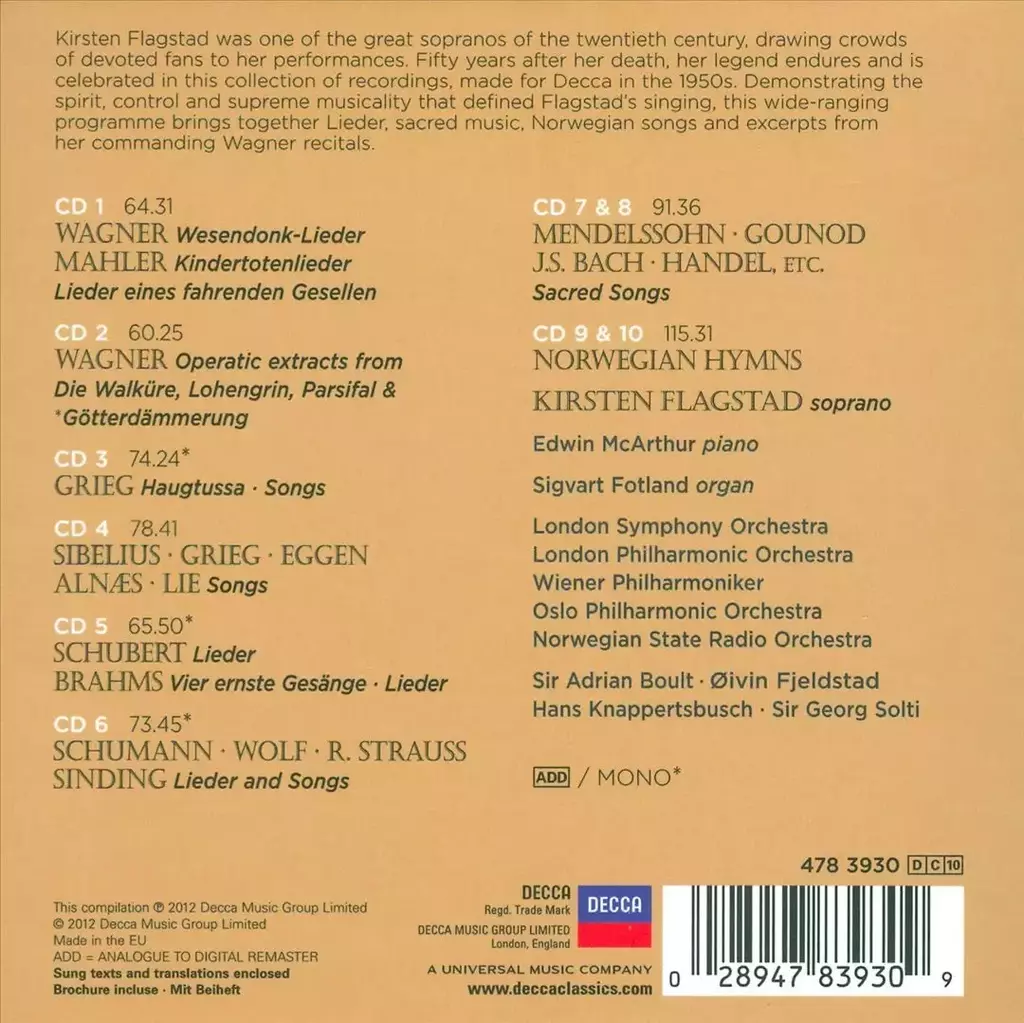 Kirsten Flagstad was one of the great sopranos of the twentieth century, drawing crowds
of devoted fans to her performances. Fifty years after her death, her legend endures and is
celebrated in this collection of recordings, made for Decca in the 1950s. Demonstrating the
spirit, control and supreme musicality that defined Flagstad's singing, this wide-ranging
programme brings together Lieder, sacred music, Norwegian songs and excerpts from
her commanding Wagner recitals.
CD 1 64.31
WAGNER Wesendonk-Lieder
MAHLER Kindertotenlieder
Lieder eines fahrenden Gesellen
CD 2 60.25
WAGNER Operatic extracts from
Die Walküre, Lohengrin, Parsifal &
*Götterdämmerung
CD 3 74.24*
GRIEG Haugtussa · Songs
CD 4 78.41
SIBELIUS · GRIEG · EGGEN
ALNÆS · LIE Songs
CD 5 65.50*
SCHUBERT Lieder
BRAHMS Vier ernste Gesänge · Lieder
CD 6 73.45*
SCHUMANN · WOLF · R. STRAUSS
SINDING Lieder and Songs
CD 7 & 8 91.36
MENDELSSOHN · GOUNOD
J.S. BACH · HANDEL, ETC.
Sacred Songs
CD 9 & 10 115.31
NORWEGIAN HYMNS
KIRSTEN FLAGSTAD soprano
Edwin McArthur piano
Sigvart Fotland organ
London Symphony Orchestra
London Philharmonic Orchestra
Wiener Philharmoniker
Oslo Philharmonic Orchestra
Norwegian State Radio Orchestra
Sir Adrian Boult · Øivin Fjeldstad
Hans Knappertsbusch · Sir Georg Solti
ADD / MONO*
478 3930 D C 10
This compilation ℗ 2012 Decca Music Group Limited
© 2012 Decca Music Group Limited
Made in the EU
ADD = ANALOGUE TO DIGITAL REMASTER
Sung texts and translations enclosed
Brochure incluse · Mit Beiheft
DECCA
Regd. Trade Mark
DECCA MUSIC GROUP LIMITED
London, England
DECCA
A UNIVERSAL MUSIC COMPANY
www.deccaclassics.com
0 28947 83930 9